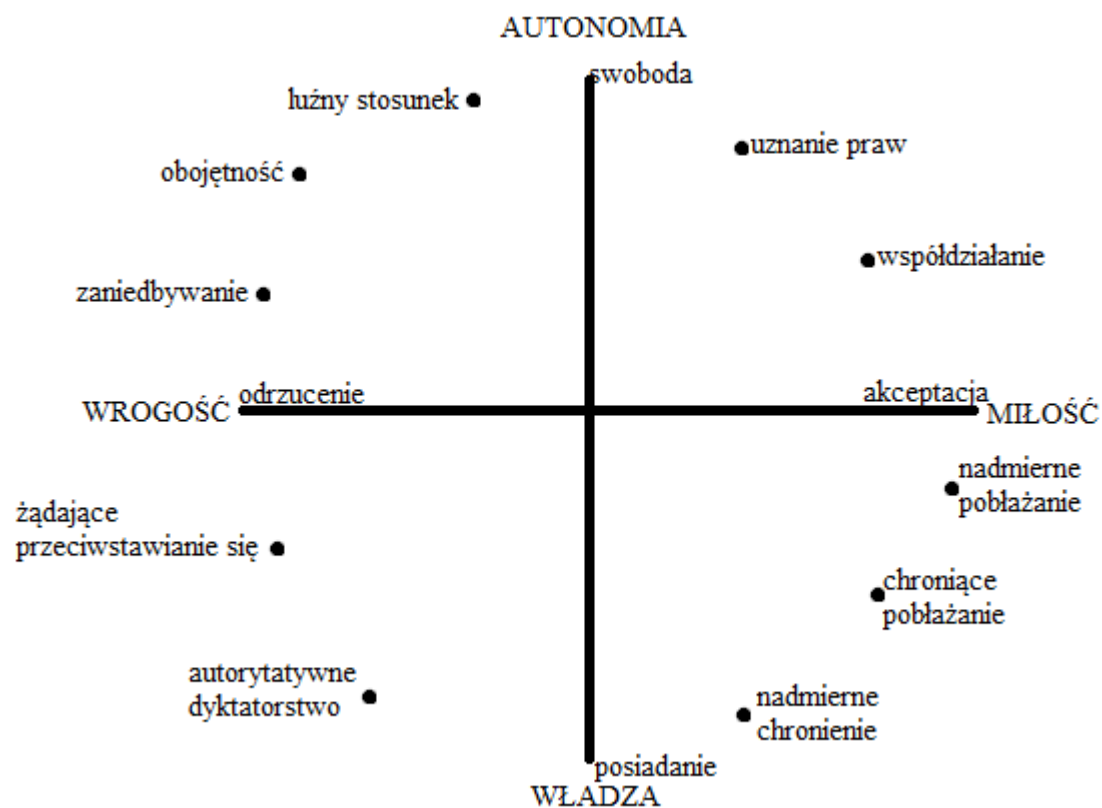 AUTONOMIA
swoboda
luźny stosunek
uznanie praw
obojętność
współdziałanie
zaniedbywanie
odrzucenie
akceptacja
WROGOŚĆ
MIŁOŚĆ
nadmierne
pobłażanie
żądające
przeciwstawianie się
chroniące
pobłażanie
autorytatywne
dyktatorstwo
nadmierne
chronienie
posiadanie
WŁADZA